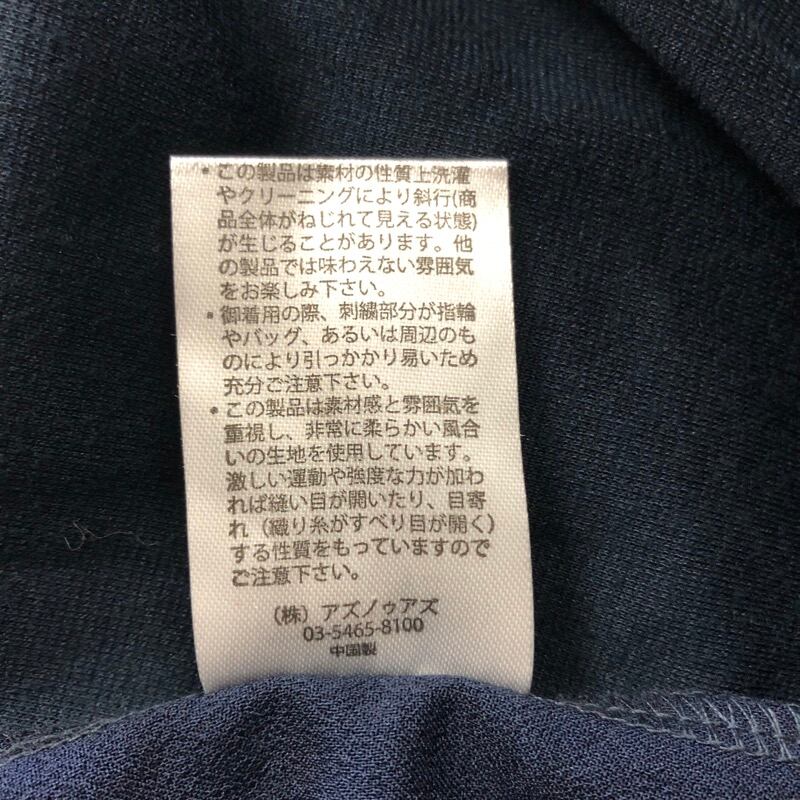 ・この製品は素材の性質上洗濯
やクリーニングにより斜行(商
品全体がねじれて見える状態)
が生じることがあります。他
の製品では味わえない雰囲気
をお楽しみ下さい。
・御着用の際、刺繍部分が指輪
やバッグ、あるいは周辺のも
のにより引っかかり易いため
充分ご注意下さい。
・この製品は素材感と雰囲気を
重視し、非常に柔らかい風合
いの生地を使用しています。
激しい運動や強度な力が加わ
れば縫い目が開いたり、目寄
れ（織り糸がすべり目が開く）
する性質をもっていますので
ご注意下さい。
（株）アズノゥアズ
03-5465-8100